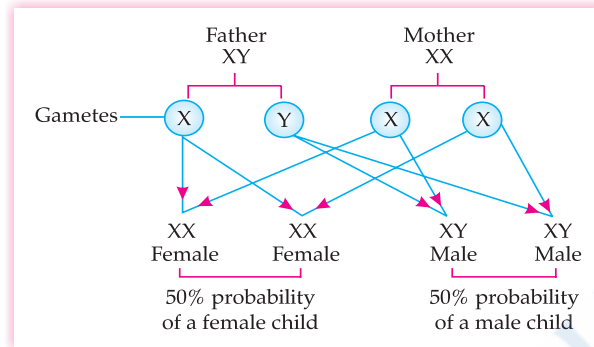 Father Mother
XY XX
Gametes X Y X X
XX XX XY XY
Female Female Male Male
50% probability 50% probability
of a female child of a male child